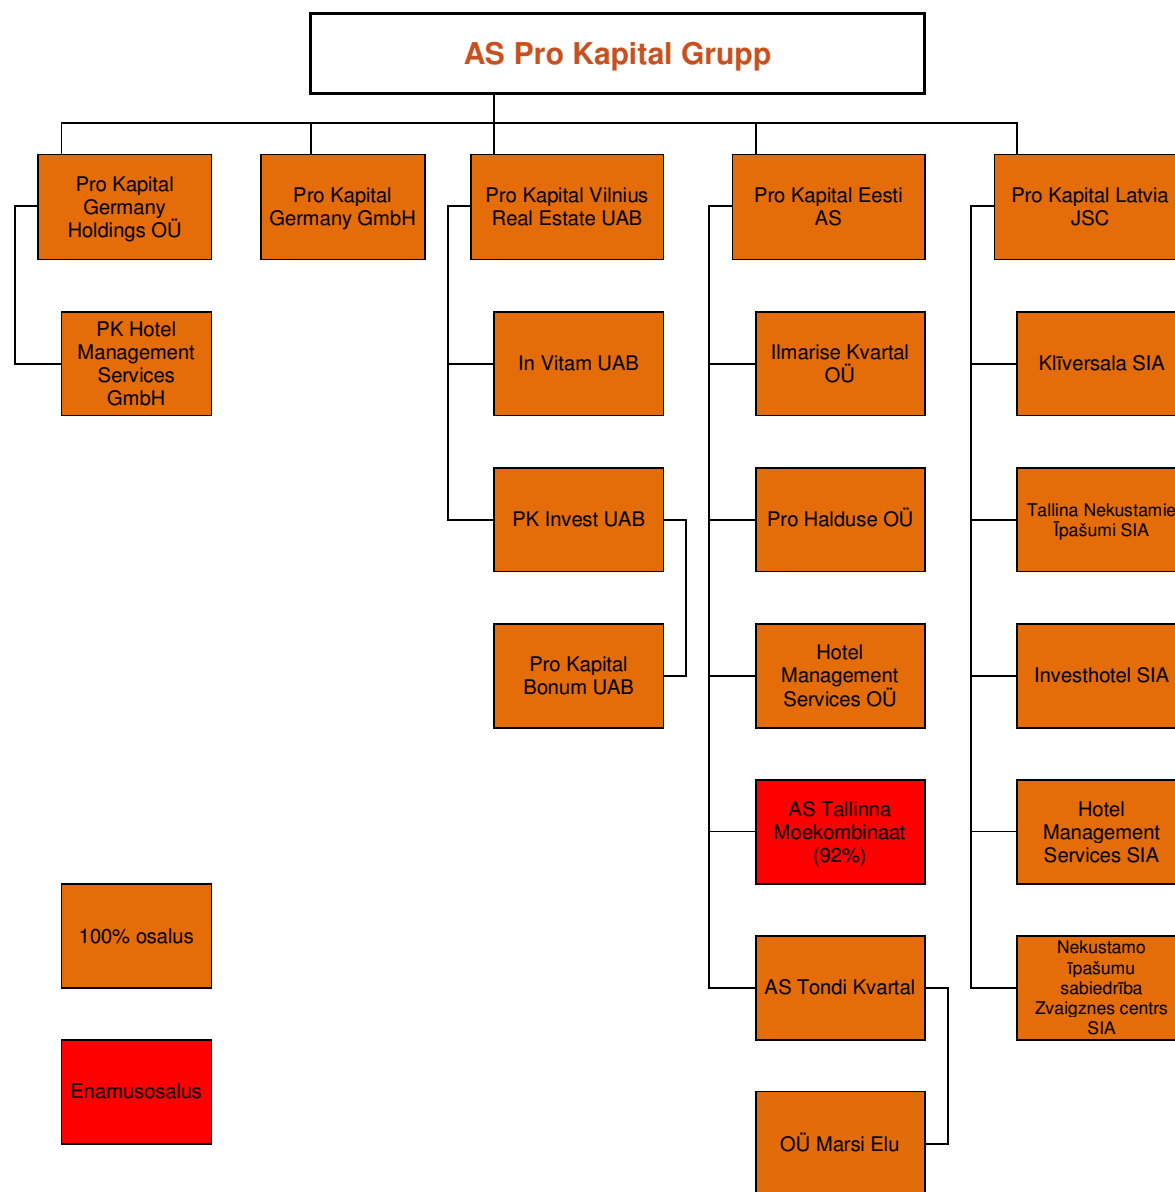 AS Pro Kapital Grupp
Pro Kapital
Germany
Holdings OÜ
Pro Kapital
Germany GmbH
Pro Kapital Vilnius
Real Estate UAB
Pro Kapital Eesti
AS
Pro Kapital Latvia
JSC
PK Hotel
Management
Services
GmbH
In Vitam UAB
Ilmarise Kvartal
OÜ
Klīversala SIA
PK Invest UAB
Pro Halduse OÜ
Tallina Nekustamie
Īpašumi SIA
Pro Kapital
Bonum UAB
Hotel
Management
Services OÜ
Investhotel SIA
AS Tallinna
Moekombinaat
(92%)
Hotel
Management
Services SIA
100% osalus
AS Tondi Kvartal
Nekustamo
īpašumu
sabiedrība
Zvaigznes centrs
SIA
Enamusosalus
OÜ Marsi Elu